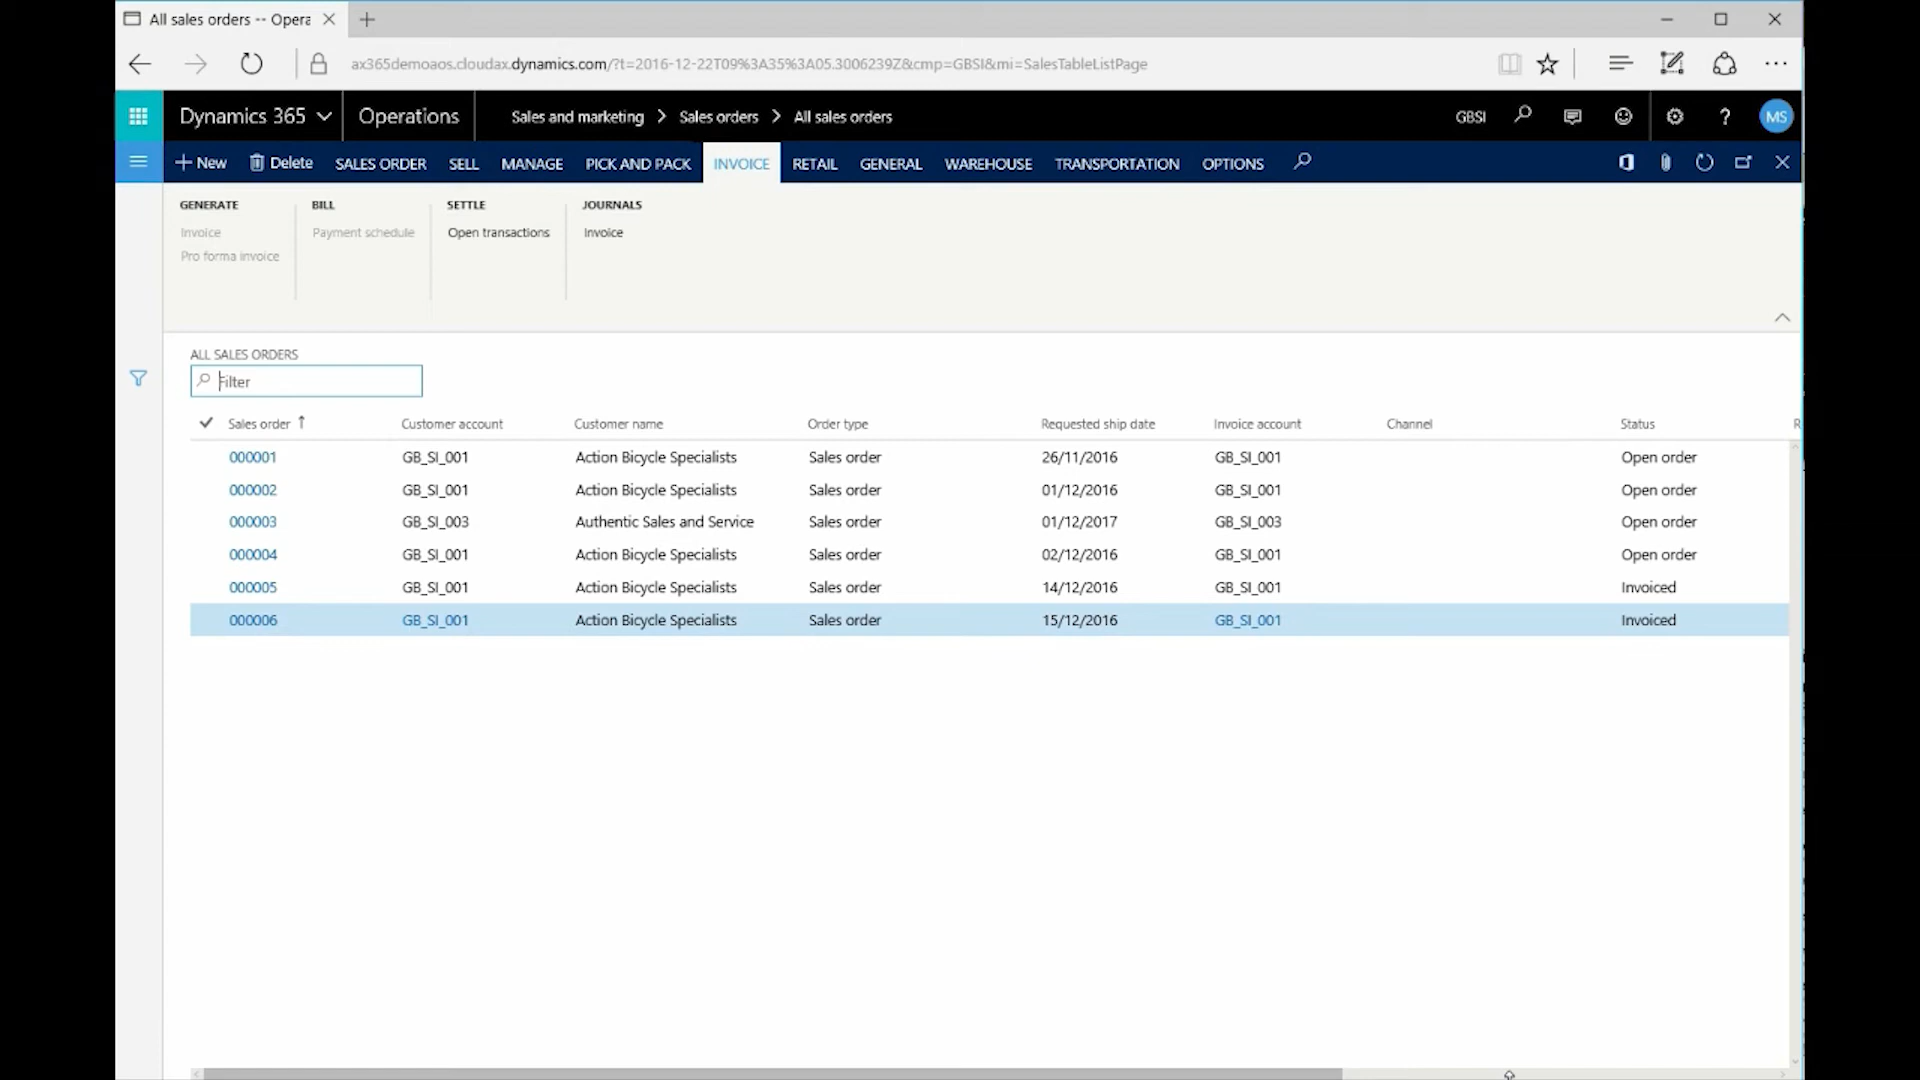 All sales orders -- Opera
ax365demoaos.cloudax.dynamics.com/?t=2016-12-22T09%3A35%3A05.3006239Z&cmp=GBSI&mi=SalesTableListPage
Dynamics 365 Operations Sales and marketing > Sales orders > All sales orders GBSI ? MS
+ New Delete SALES ORDER SELL MANAGE PICK AND PACK INVOICE RETAIL GENERAL WAREHOUSE TRANSPORTATION OPTIONS
GENERATE BILL SETTLE JOURNALS
Invoice Payment schedule Open transactions Invoice
Pro forma invoice
ALL SALES ORDERS
Filter
Sales order ↑ Customer account Customer name Order type Requested ship date Invoice account Channel Status R
000001 GB_SI_001 Action Bicycle Specialists Sales order 26/11/2016 GB_SI_001 Open order
000002 GB_SI_001 Action Bicycle Specialists Sales order 01/12/2016 GB_SI_001 Open order
000003 GB_SI_003 Authentic Sales and Service Sales order 01/12/2017 GB_SI_003 Open order
000004 GB_SI_001 Action Bicycle Specialists Sales order 02/12/2016 GB_SI_001 Open order
000005 GB_SI_001 Action Bicycle Specialists Sales order 14/12/2016 GB_SI_001 Invoiced
000006 GB_SI_001 Action Bicycle Specialists Sales order 15/12/2016 GB_SI_001 Invoiced